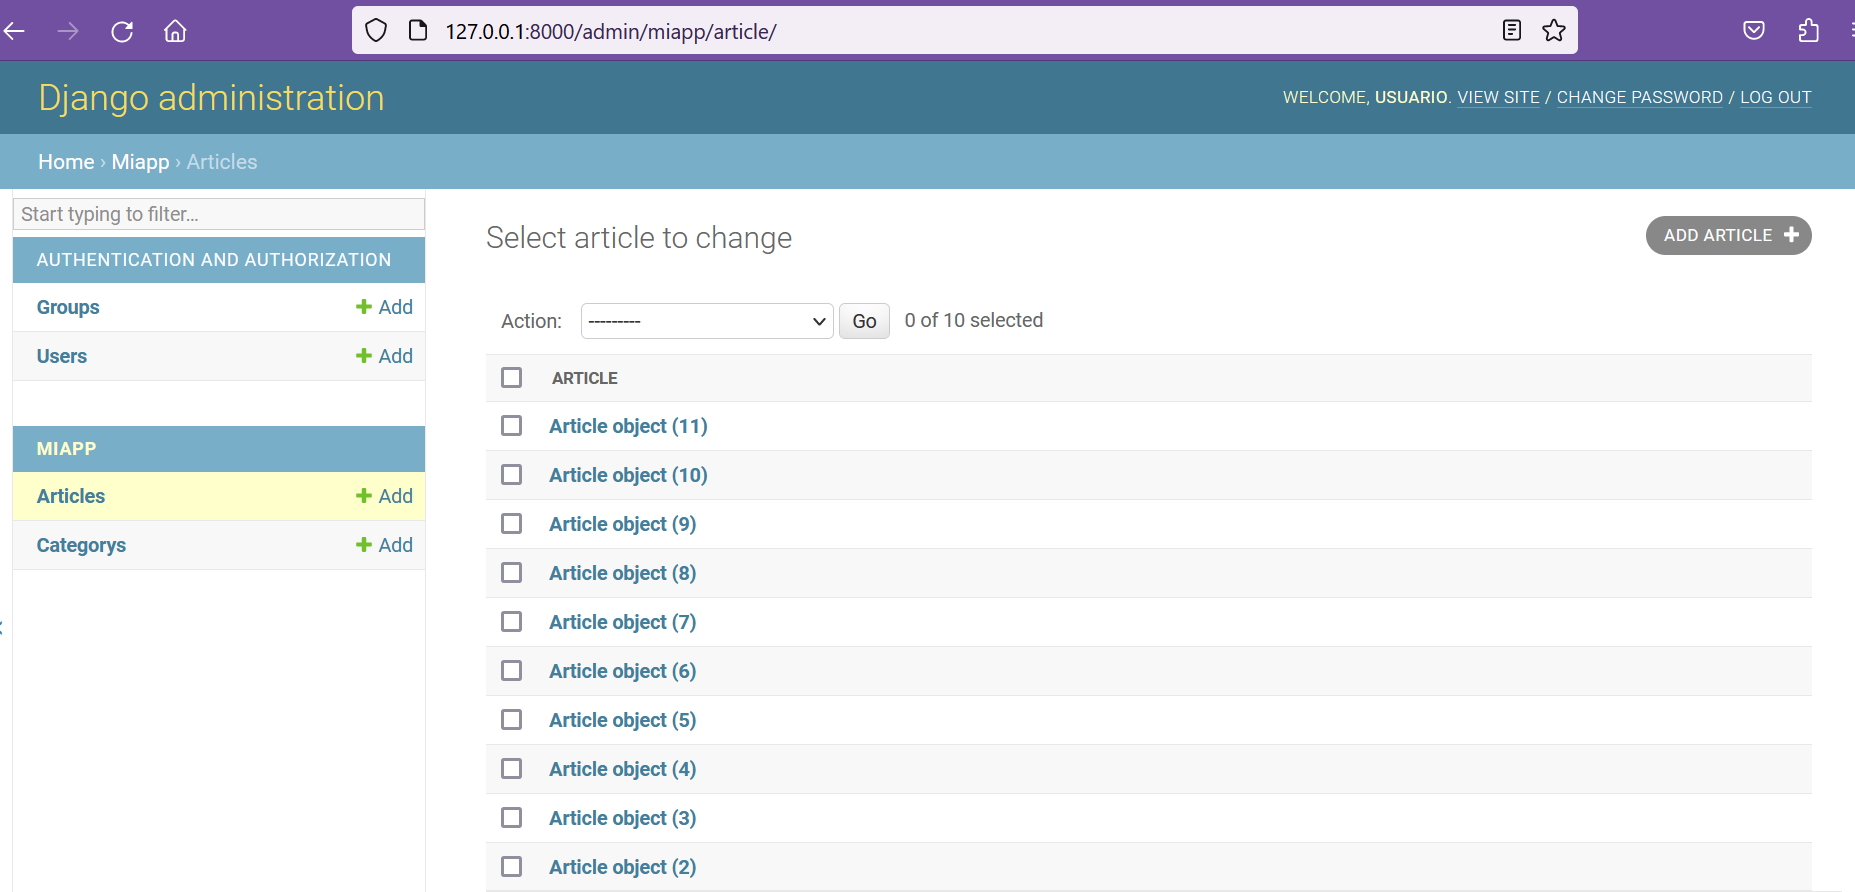 127.0.0.1:8000/admin/miapp/article/
Django administration
WELCOME, USUARIO. VIEW SITE / CHANGE PASSWORD / LOG OUT
Home › Miapp › Articles
Start typing to filter...
AUTHENTICATION AND AUTHORIZATION
Groups Add
Users Add
MIAPP
Articles Add
Categorys Add
Select article to change
ADD ARTICLE
Action: --------- Go 0 of 10 selected
ARTICLE
Article object (11)
Article object (10)
Article object (9)
Article object (8)
Article object (7)
Article object (6)
Article object (5)
Article object (4)
Article object (3)
Article object (2)